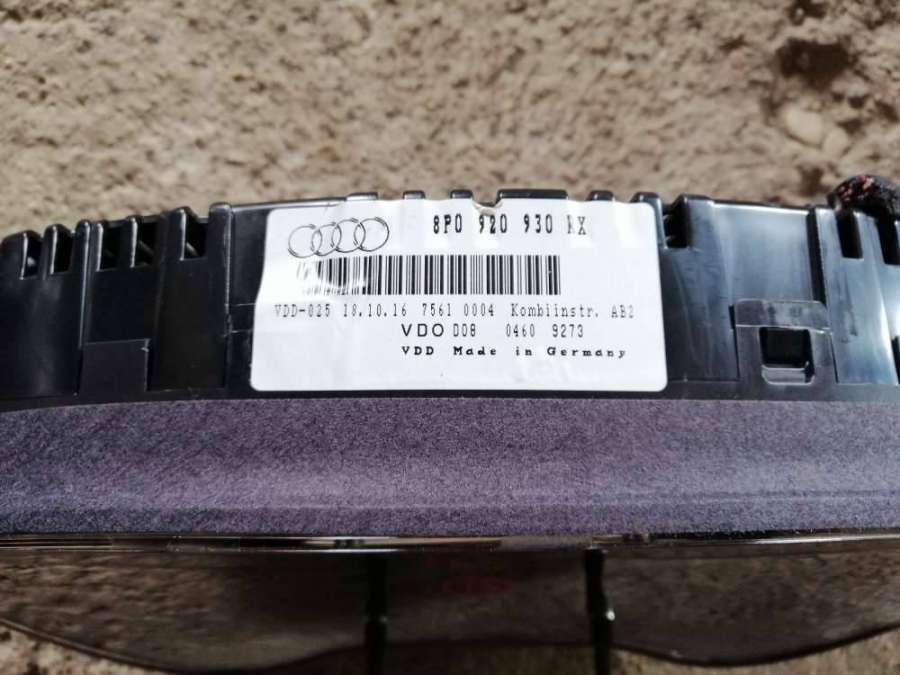 8P0 920 930 AX
VDD-025 18.10.16 7561 0004 Kombiinstr. AB2
VDO D08 0460 9273
VDD Made in Germany